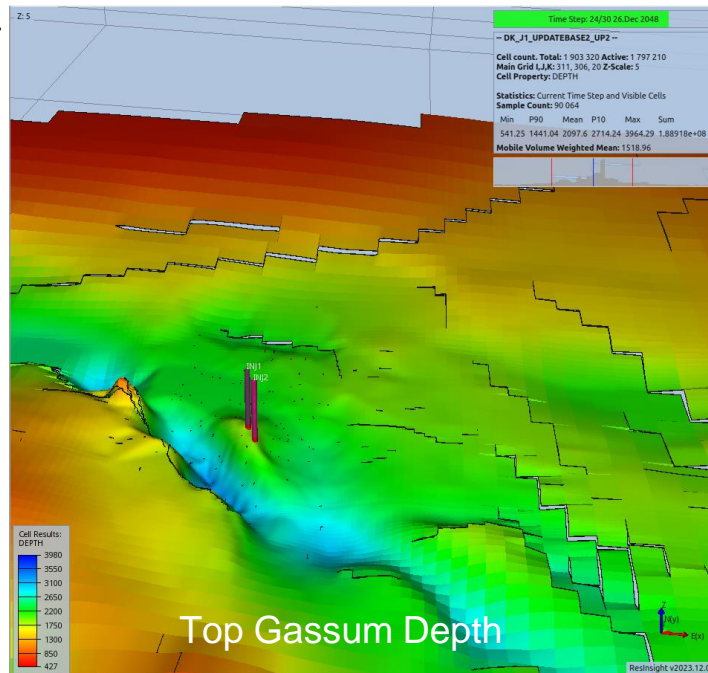 Z: 5
Time Step: 24/30 26.Dec 2048
-- DK_J1_UPDATEBASE2_UP2 --
Cell count. Total: 1 903 320 Active: 1 797 210
Main Grid I,J,K: 311, 306, 20 Z-Scale: 5
Cell Property: DEPTH
Statistics: Current Time Step and Visible Cells
Sample Count: 90 064
Min P90 Mean P10 Max Sum
541.25 1441.04 2097.6 2714.24 3964.29 1.88918e+08
Mobile Volume Weighted Mean: 1518.96
INJ1
INJ2
Cell Results:
DEPTH
3980
3550
3100
2650
2200
1750
1300
850
427
Top Gassum Depth
Z
N(y)
E(x)
ResInsight v2023.12.0